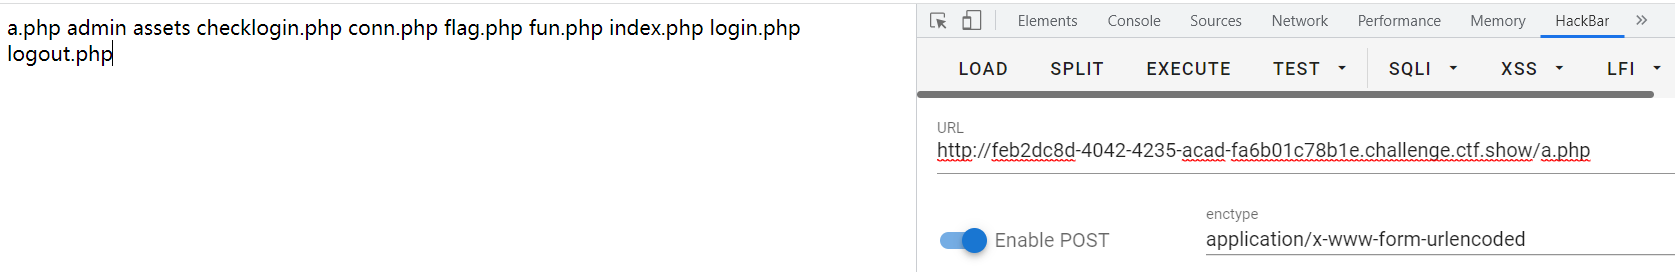 a.php admin assets checklogin.php conn.php flag.php fun.php index.php login.php
logout.php
Elements Console Sources Network Performance Memory HackBar »
LOAD SPLIT EXECUTE TEST SQLI XSS LFI
URL
http://feb2dc8d-4042-4235-acad-fa6b01c78b1e.challenge.ctf.show/a.php
enctype
Enable POST application/x-www-form-urlencoded